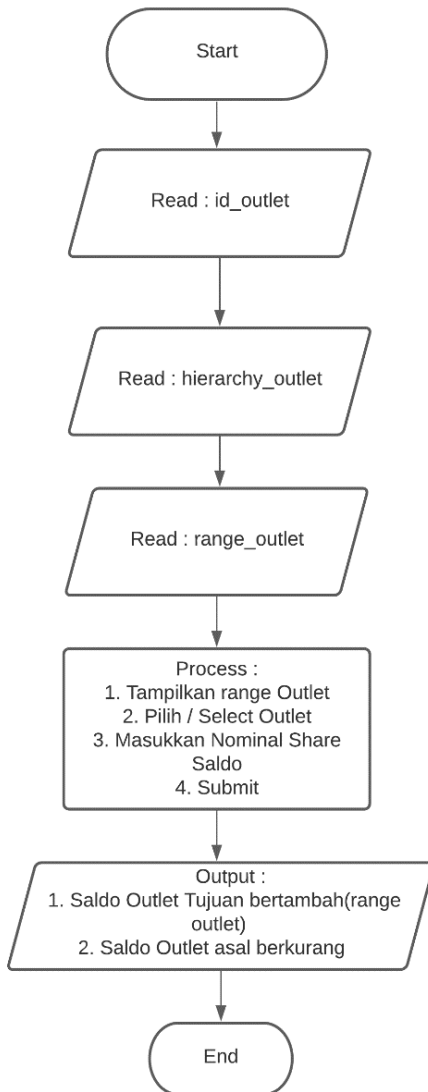 Start
Read : id_outlet
Read : hierarchy_outlet
Read : range_outlet
Process :
1. Tampilkan range Outlet
2. Pilih / Select Outlet
3. Masukkan Nominal Share
Saldo
4. Submit
Output :
1. Saldo Outlet Tujuan bertambah(range
outlet)
2. Saldo Outlet asal berkurang
End